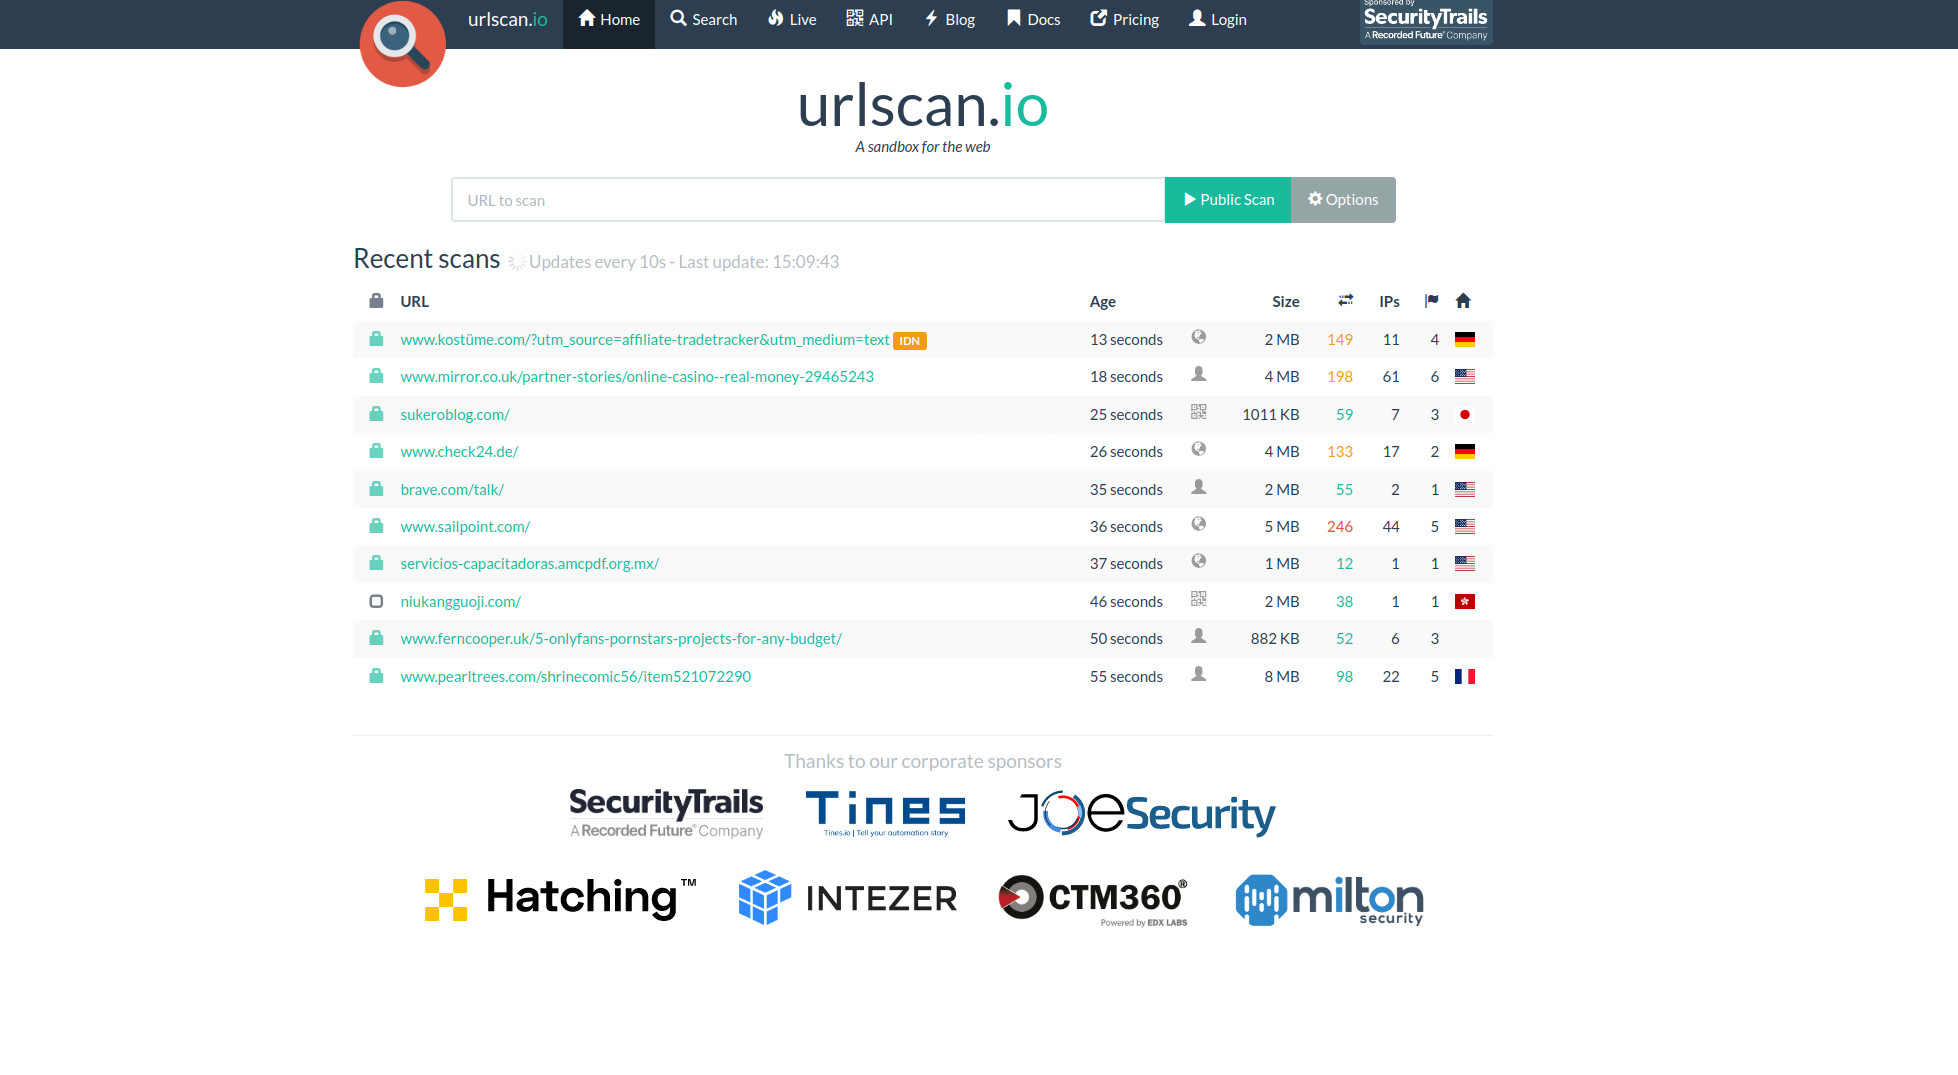 urlscan.io Home Search Live API Blog Docs Pricing Login
Sponsored by
SecurityTrails
A Recorded Future® Company
urlscan.io
A sandbox for the web
URL to scan Public Scan Options
Recent scans Updates every 10s - Last update: 15:09:43
URL Age Size IPs
www.kostüme.com/?utm_source=affiliate-tradetracker&utm_medium=text IDN 13 seconds 2 MB 149 11 4
www.mirror.co.uk/partner-stories/online-casino--real-money-29465243 18 seconds 4 MB 198 61 6
sukeroblog.com/ 25 seconds 1011 KB 59 7 3
www.check24.de/ 26 seconds 4 MB 133 17 2
brave.com/talk/ 35 seconds 2 MB 55 2 1
www.sailpoint.com/ 36 seconds 5 MB 246 44 5
servicios-capacitadoras.amcpdf.org.mx/ 37 seconds 1 MB 12 1 1
niukangguoji.com/ 46 seconds 2 MB 38 1 1
www.ferncooper.uk/5-onlyfans-pornstars-projects-for-any-budget/ 50 seconds 882 KB 52 6 3
www.pearltrees.com/shrinecomic56/item521072290 55 seconds 8 MB 98 22 5
Thanks to our corporate sponsors
SecurityTrails
A Recorded Future® Company
Tines
Tines.io | Tell your automation story
JOESecurity
Hatching™
INTEZER
CTM360®
Powered by EDX LABS
milton
security